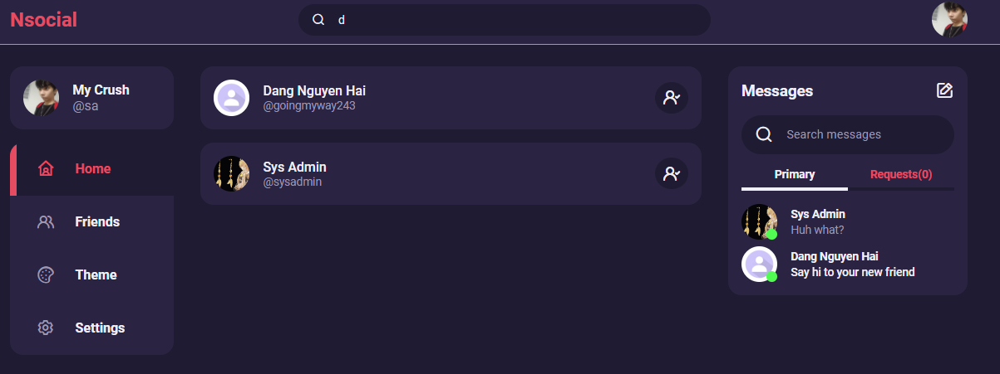 Nsocial
d
My Crush
@sa
Home
Friends
Theme
Settings
Dang Nguyen Hai
@goingmyway243
Sys Admin
@sysadmin
Messages
Search messages
Primary
Requests(0)
Sys Admin
Huh what?
Dang Nguyen Hai
Say hi to your new friend